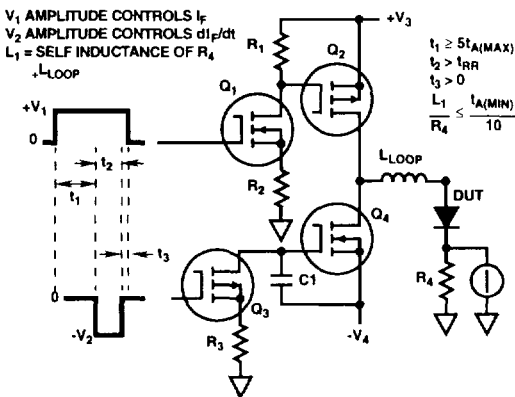 V1 AMPLITUDE CONTROLS IF
V2 AMPLITUDE CONTROLS dIF/dt
L1 = SELF INDUCTANCE OF R4
+LLOOP
+V1
0
t2
t1
t3
0
-V2
R1
Q1
R2
Q2
+V3
Q3
R3
C1
Q4
-V4
LLOOP
DUT
R4
t1 ≥ 5tA(MAX)
t2 > tRR
t3 > 0
L1/R4 ≤ tA(MIN)/10